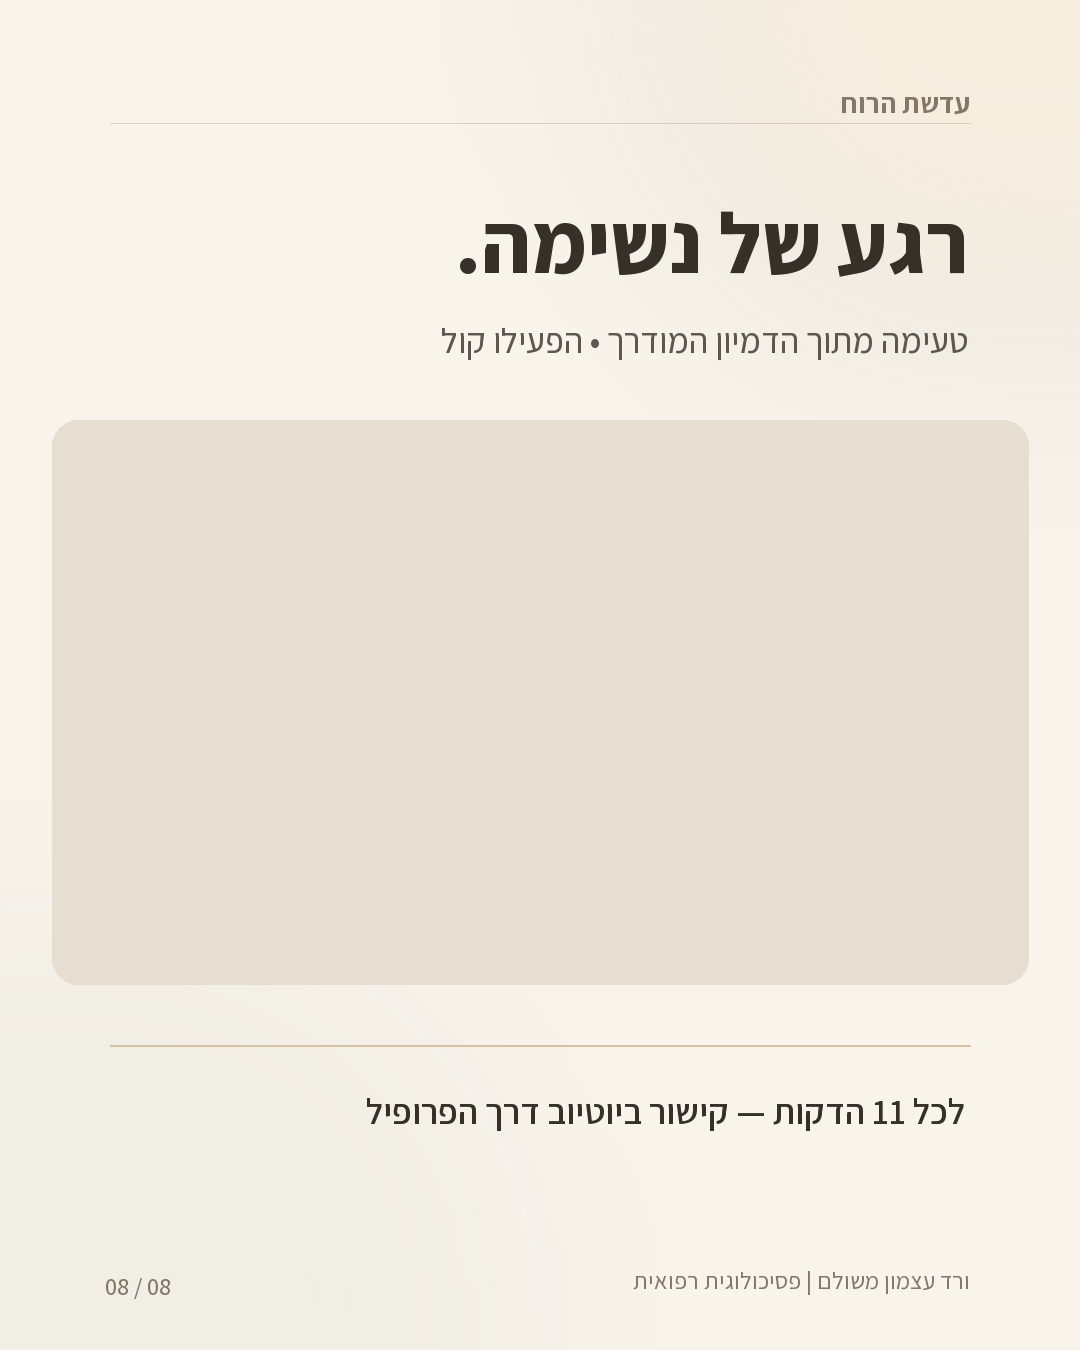 עדשת הרוח
רגע של נשימה.
טעימה מתוך הדמיון המודרך • הפעילו קול
לכל 11 הדקות — קישור ביוטיוב דרך הפרופיל
ורד עצמון משולם | פסיכולוגית רפואית
08 / 08